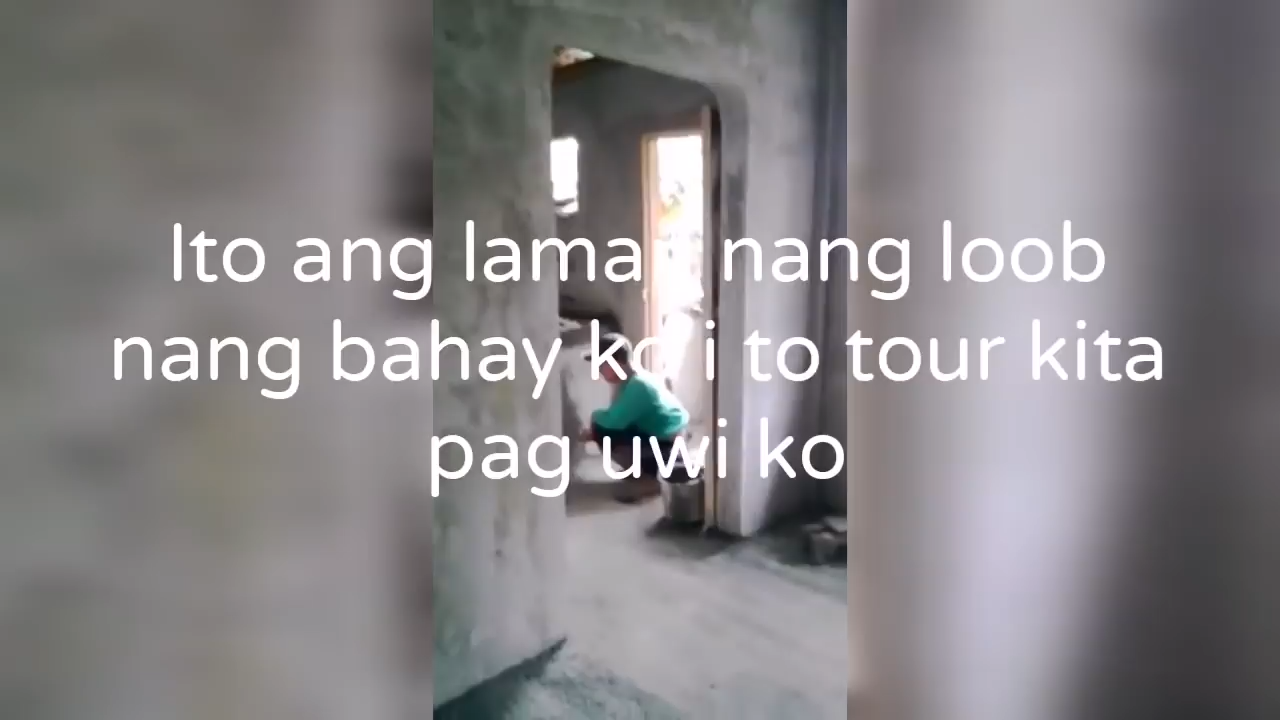 Ito ang laman nang loob
nang bahay ko i to tour kita
pag uwi ko